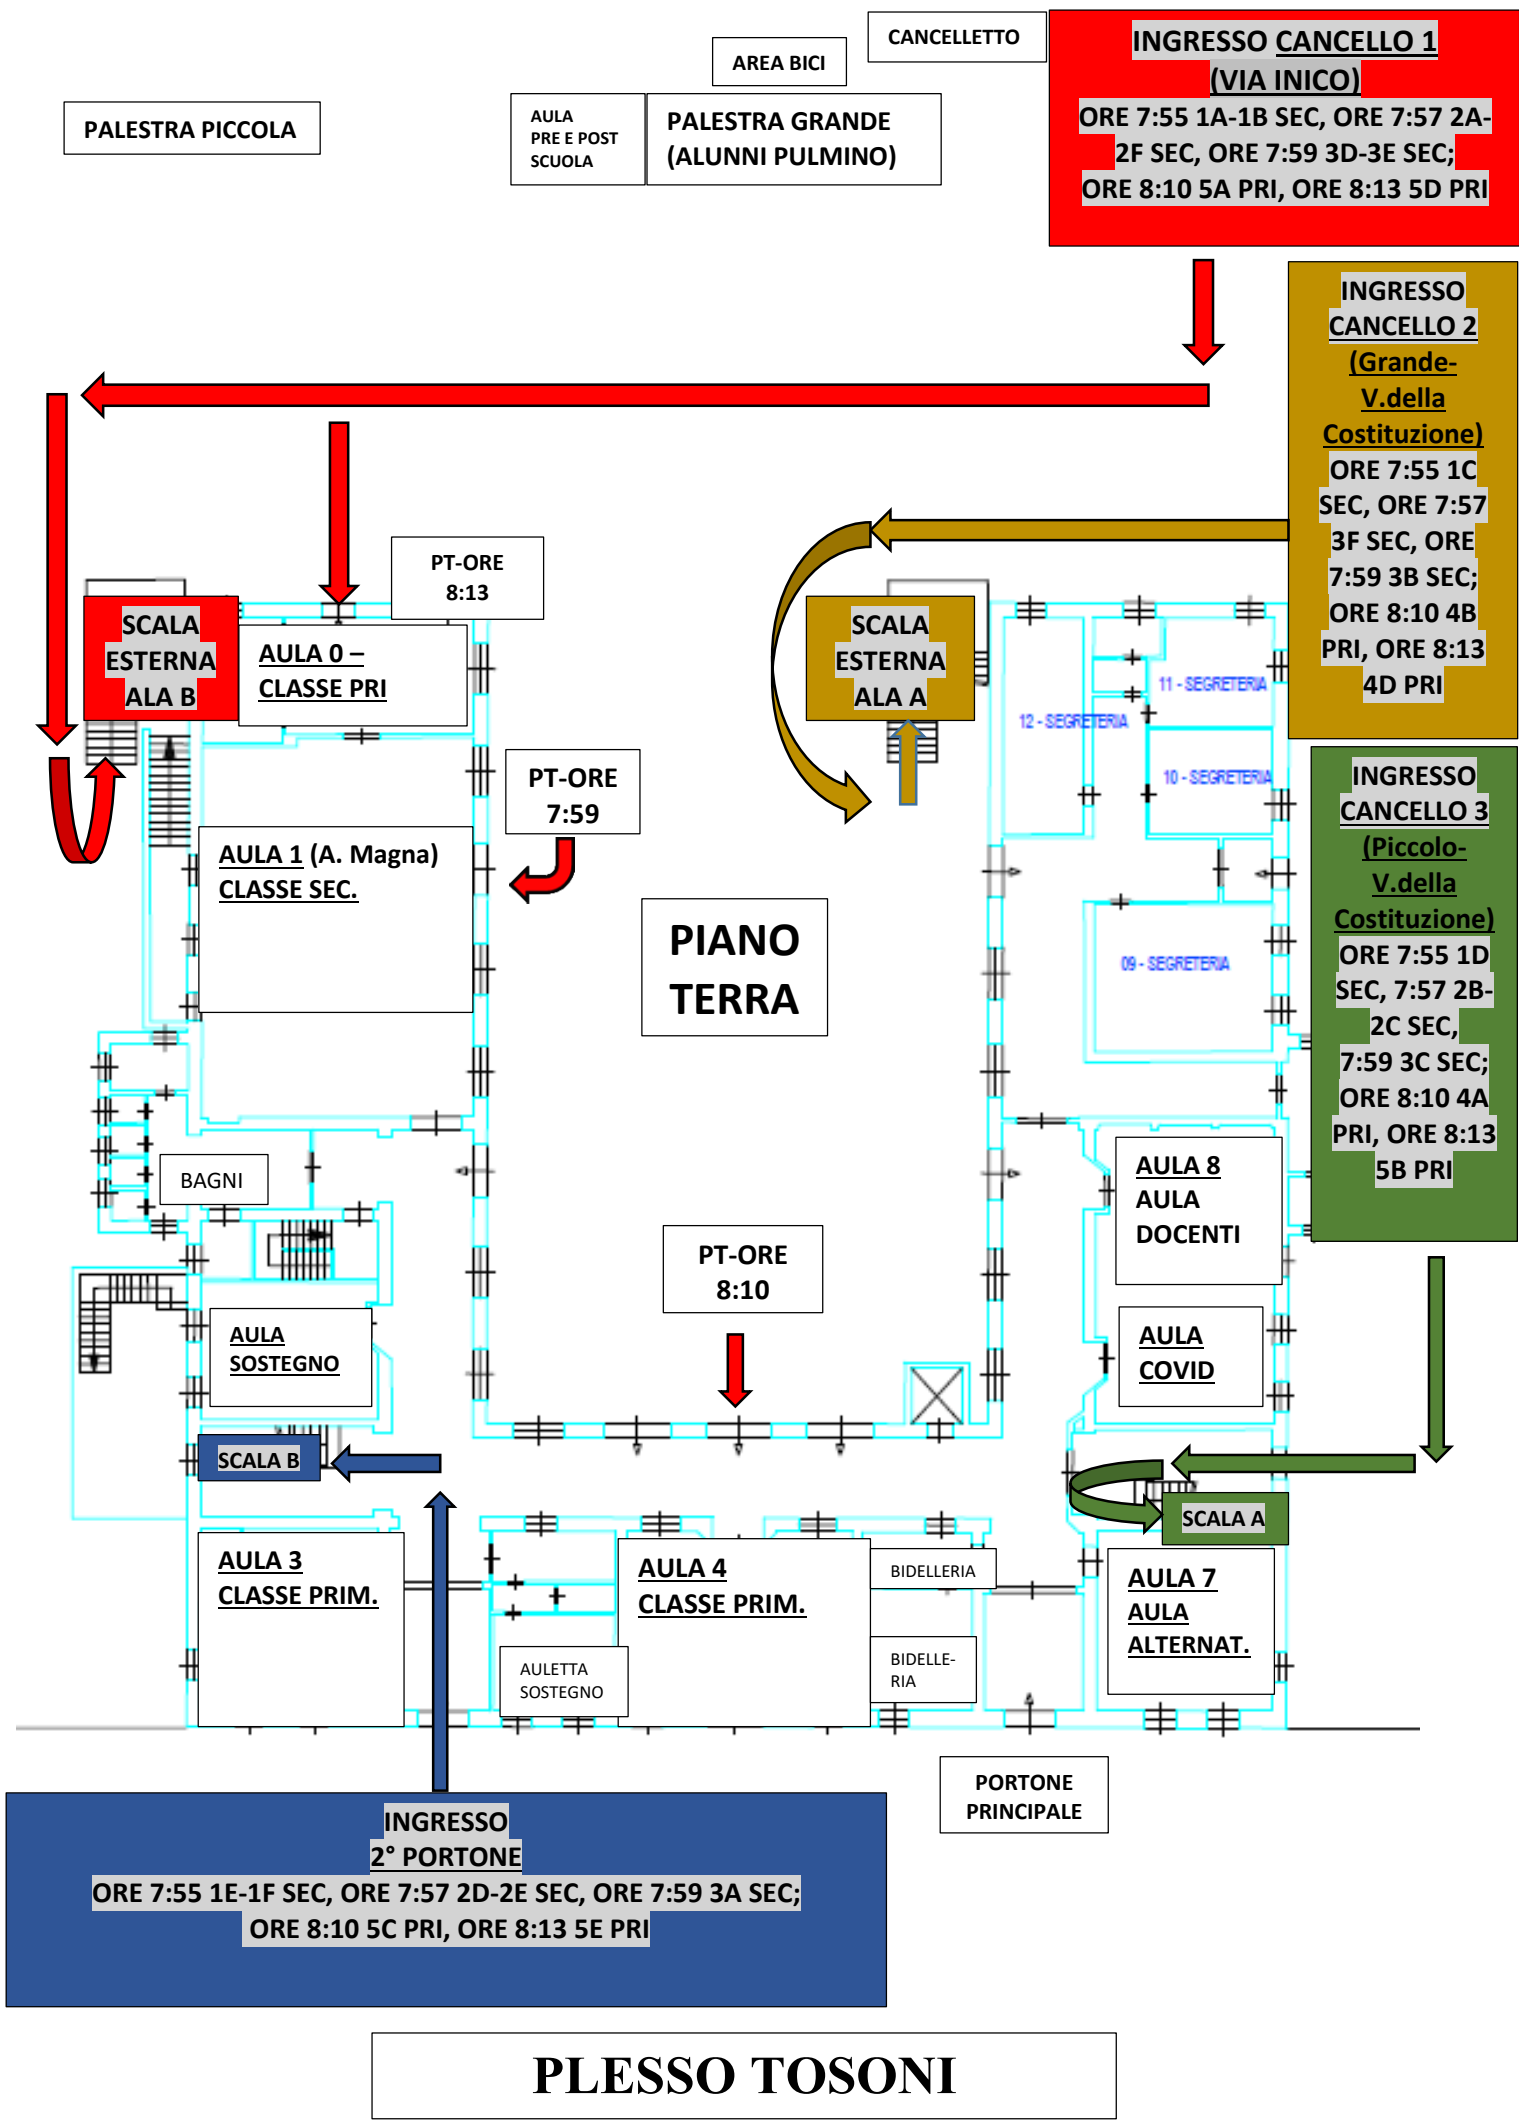 CANCELLETTO
AREA BICI
PALESTRA PICCOLA
AULA
PRE E POST
SCUOLA
PALESTRA GRANDE
(ALUNNI PULMINO)
INGRESSO CANCELLO 1
(VIA INICO)
ORE 7:55 1A-1B SEC, ORE 7:57 2A-
2F SEC, ORE 7:59 3D-3E SEC;
ORE 8:10 5A PRI, ORE 8:13 5D PRI
INGRESSO
CANCELLO 2
(Grande-
V.della
Costituzione)
ORE 7:55 1C
SEC, ORE 7:57
3F SEC, ORE
7:59 3B SEC;
ORE 8:10 4B
PRI, ORE 8:13
4D PRI
PT-ORE
8:13
SCALA
ESTERNA
ALA B
AULA 0 –
CLASSE PRI
SCALA
ESTERNA
ALA A
11 - SEGRETERIA
12 - SEGRETERIA
10 - SEGRETERIA
PT-ORE
7:59
AULA 1 (A. Magna)
CLASSE SEC.
PIANO
TERRA
09 - SEGRETERIA
INGRESSO
CANCELLO 3
(Piccolo-
V.della
Costituzione)
ORE 7:55 1D
SEC, 7:57 2B-
2C SEC,
7:59 3C SEC;
ORE 8:10 4A
PRI, ORE 8:13
5B PRI
BAGNI
AULA 8
AULA
DOCENTI
PT-ORE
8:10
AULA
SOSTEGNO
AULA
COVID
SCALA B
SCALA A
AULA 3
CLASSE PRIM.
AULA 4
CLASSE PRIM.
BIDELLERIA
AULA 7
AULA
ALTERNAT.
AULETTA
SOSTEGNO
BIDELLE-
RIA
PORTONE
PRINCIPALE
INGRESSO
2° PORTONE
ORE 7:55 1E-1F SEC, ORE 7:57 2D-2E SEC, ORE 7:59 3A SEC;
ORE 8:10 5C PRI, ORE 8:13 5E PRI
PLESSO TOSONI